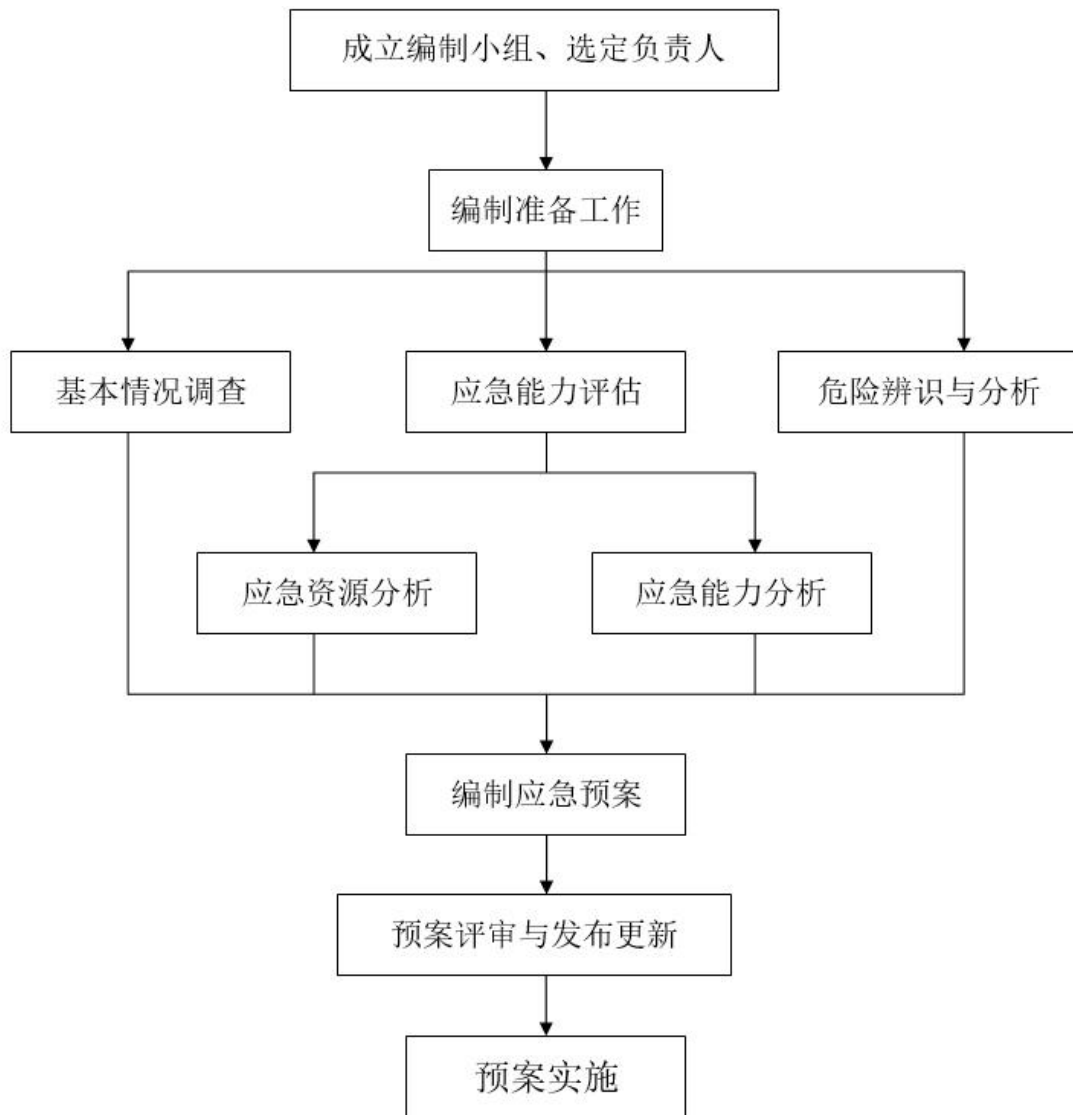 成立编制小组、选定负责人
编制准备工作
基本情况调查
应急能力评估
危险辨识与分析
应急资源分析
应急能力分析
编制应急预案
预案评审与发布更新
预案实施